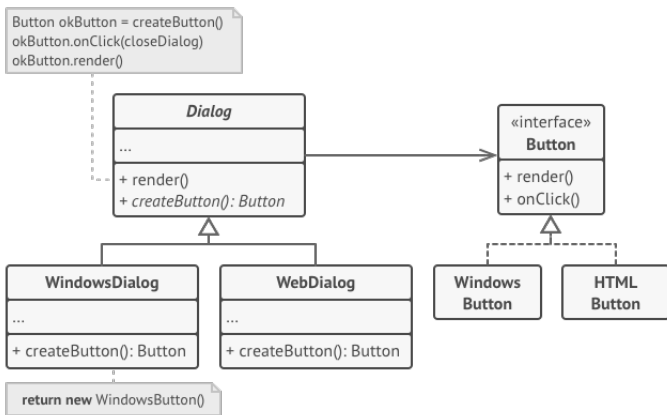 Button okButton = createButton()
okButton.onClick(closeDialog)
okButton.render()
Dialog
...
+ render()
+ createButton(): Button
«interface»
Button
+ render()
+ onClick()
WindowsDialog
...
+ createButton(): Button
WebDialog
...
+ createButton(): Button
Windows
Button
HTML
Button
return new WindowsButton()